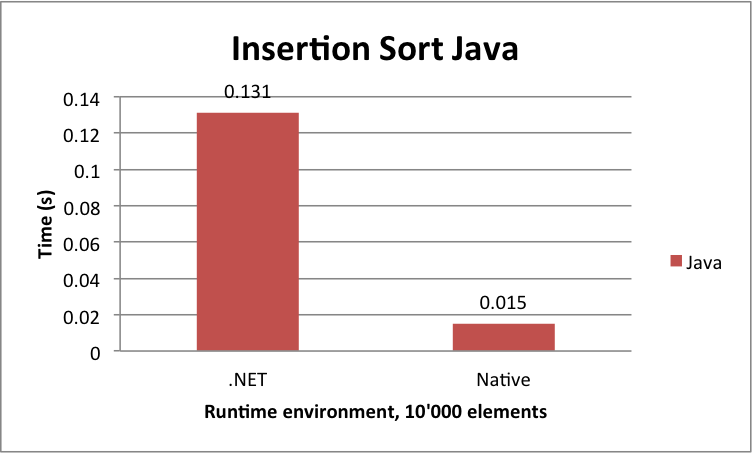 Insertion Sort Java
0.131
0.14
0.12
0.1
0.08
0.06
0.04
0.02
0
Time (s)
0.015
Java
.NET
Native
Runtime environment, 10'000 elements